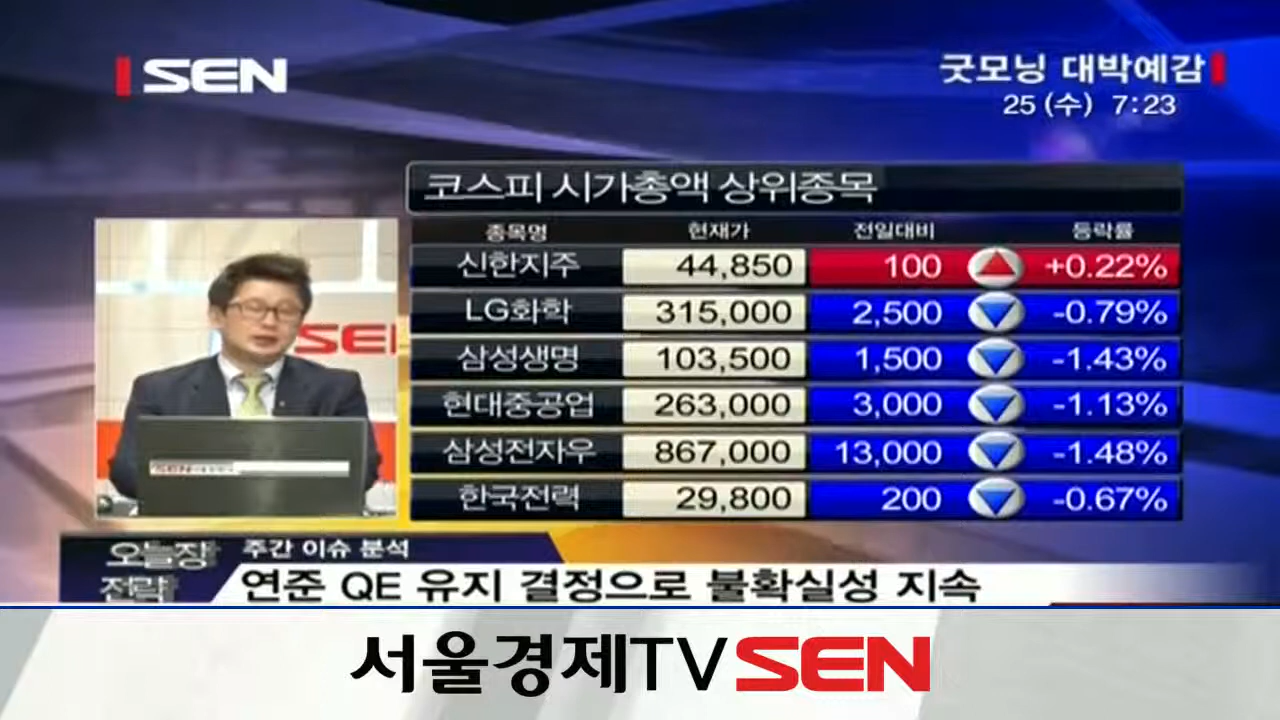 SEN
굿모닝 대박예감
25 (수) 7:23
코스피 시가총액 상위종목
종목명 현재가 전일대비 등락률
신한지주 44,850 100 +0.22%
LG화학 315,000 2,500 -0.79%
삼성생명 103,500 1,500 -1.43%
현대중공업 263,000 3,000 -1.13%
삼성전자우 867,000 13,000 -1.48%
한국전력 29,800 200 -0.67%
SEN
SEN
오늘장
전략
주간 이슈 분석
연준 QE 유지 결정으로 불확실성 지속
서울경제TV SEN